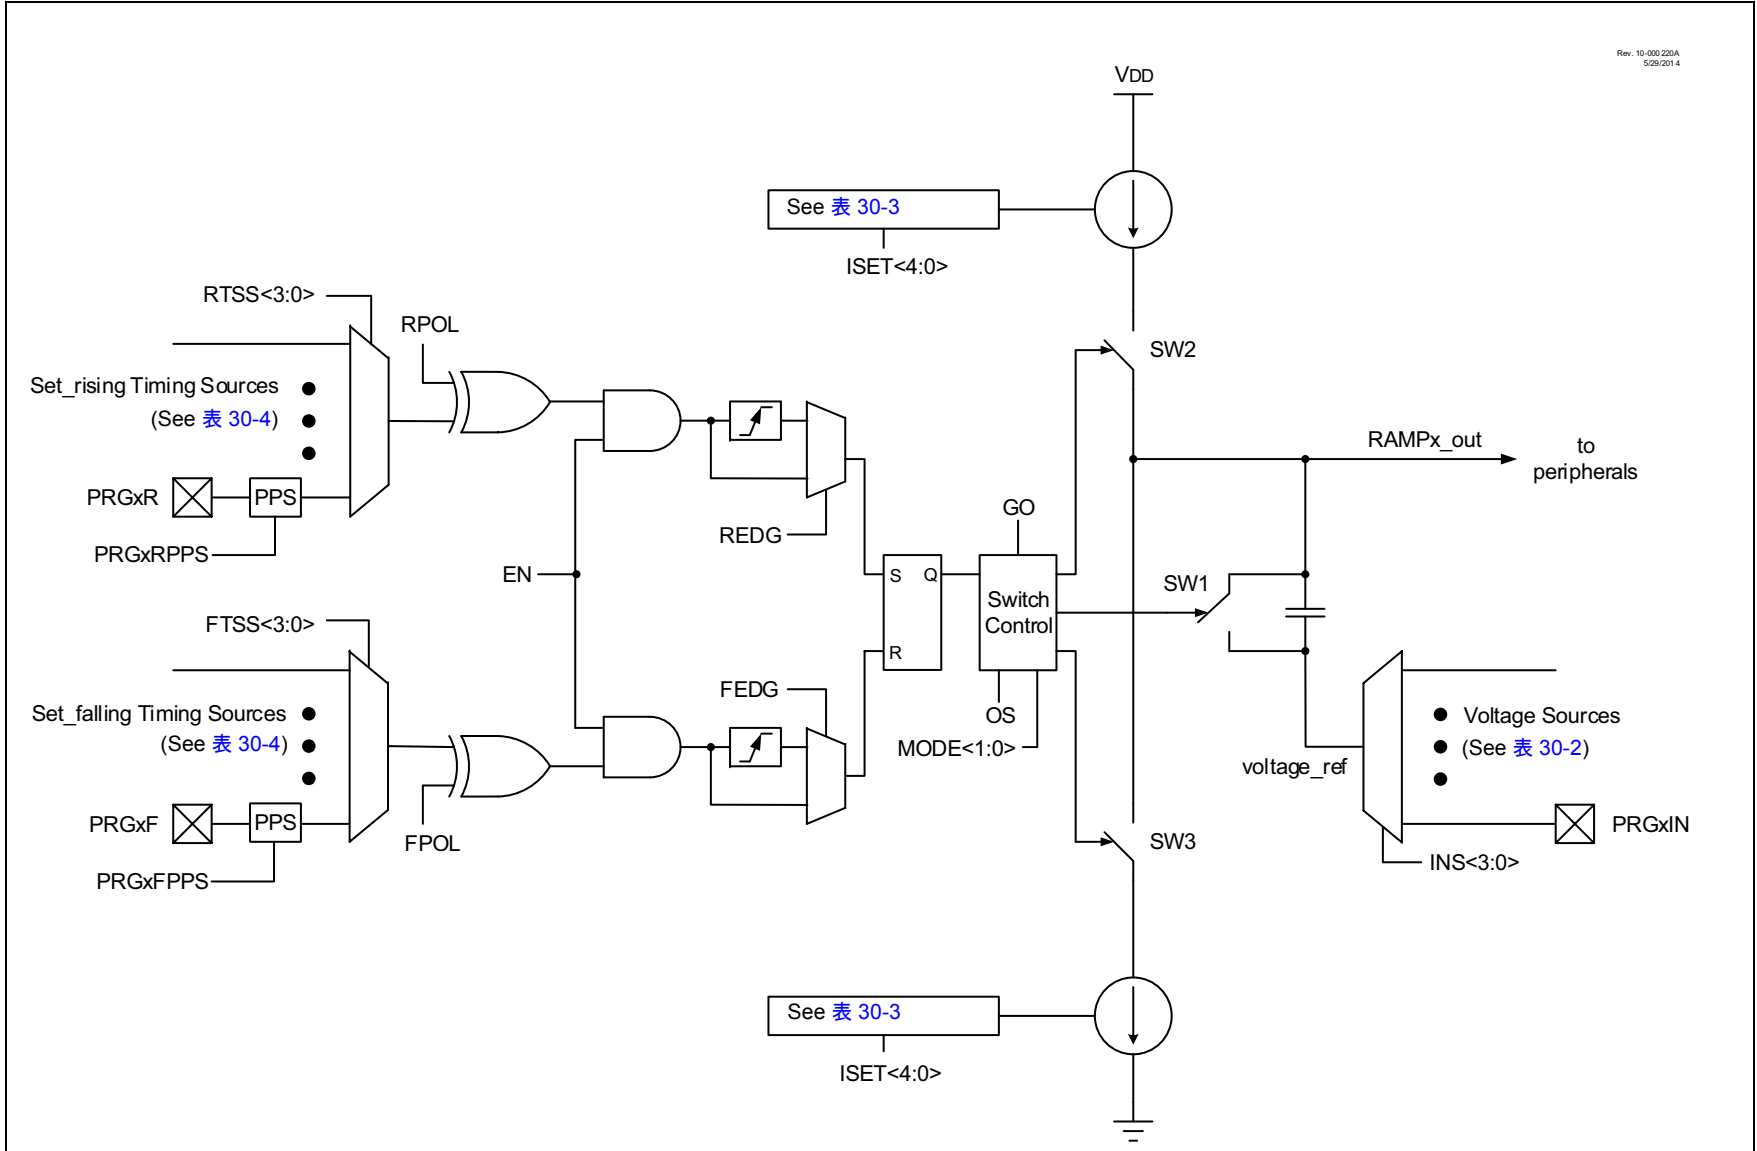 Rev. 10-000 220A
5/29/201 4
VDD
See 表 30-3
ISET<4:0>
RTSS<3:0>
RPOL
SW2
Set_rising Timing Sources
(See 表 30-4)
RAMPx_out
to
peripherals
PRGxR
PPS
GO
REDG
PRGxRPPS
EN
S
Q
SW1
Switch
Control
FTSS<3:0>
R
FEDG
OS
Set_falling Timing Sources
(See 表 30-4)
MODE<1:0>
voltage_ref
Voltage Sources
(See 表 30-2)
PRGxF
PPS
FPOL
SW3
PRGxIN
INS<3:0>
PRGxFPPS
See 表 30-3
ISET<4:0>